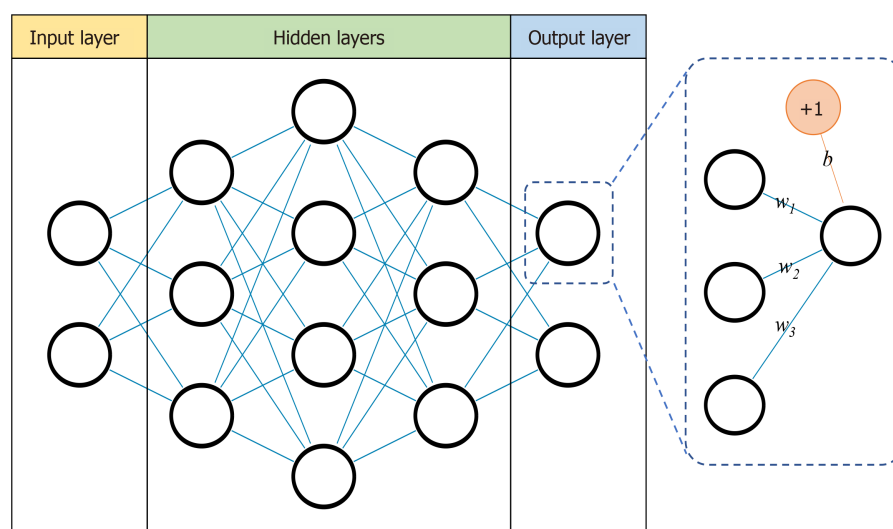 Input layer
Hidden layers
Output layer
+1
b
w1
w2
w3